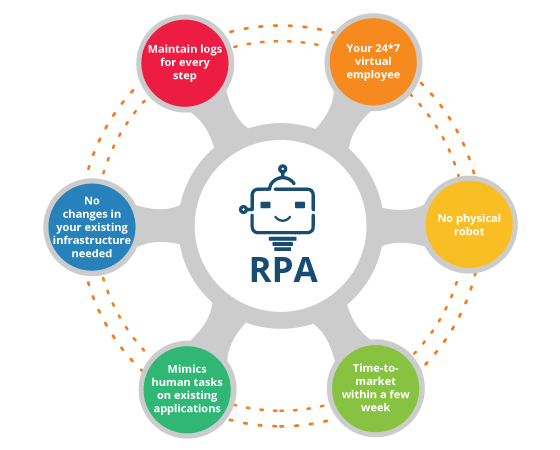 Maintain logs
for every
step
Your 24*7
virtual
employee
No
changes in
your existing
infrastructure
needed
No physical
robot
RPA
Mimics
human tasks
on existing
applications
Time-to-
market
within a few
week